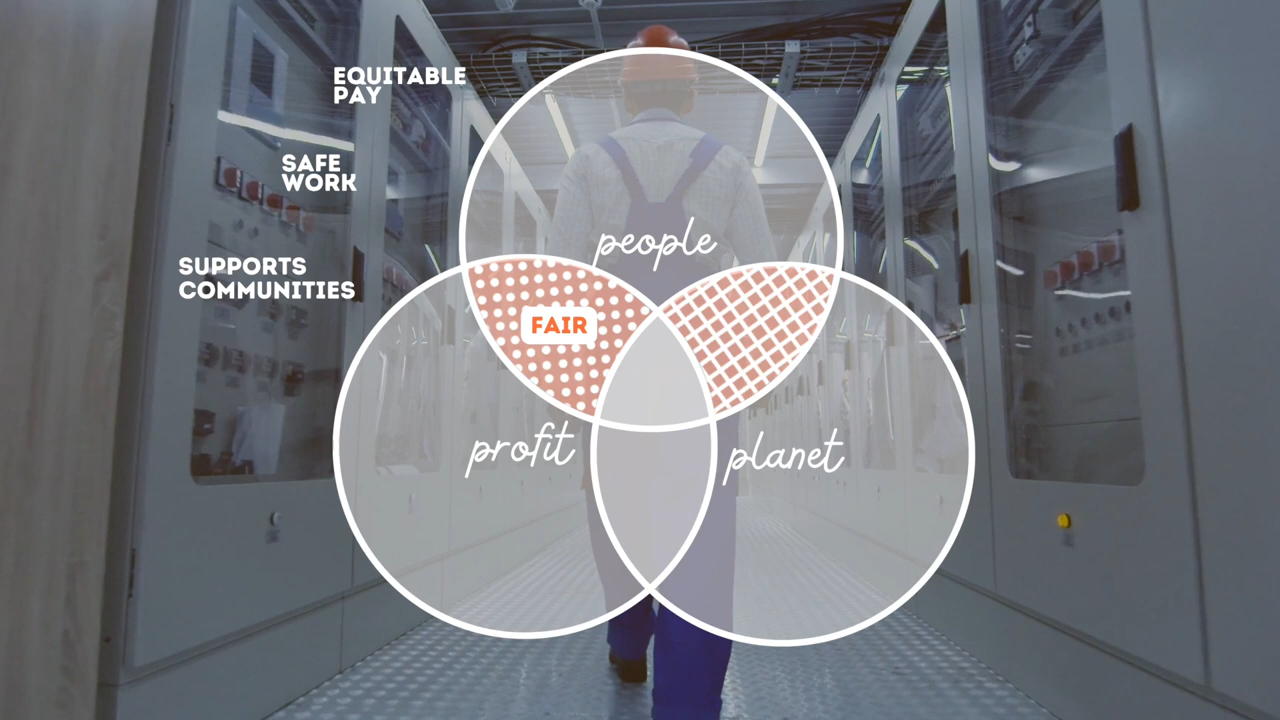 EQUITABLE
PAY
SAFE
WORK
SUPPORTS
COMMUNITIES
people
FAIR
profit
planet